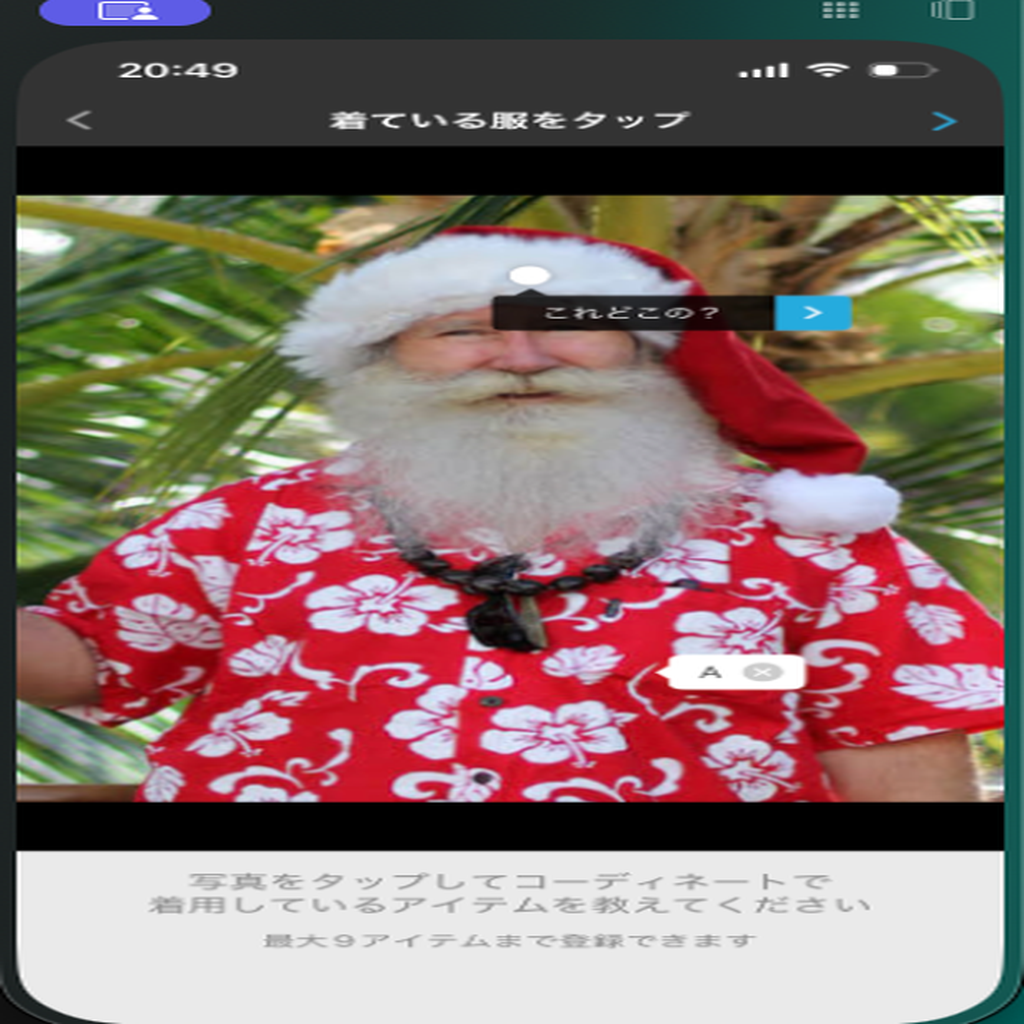 20:49
着ている服をタップ
これどこの？
A
写真をタップしてコーディネートで
着用しているアイテムを教えてください
最大9アイテムまで登録できます